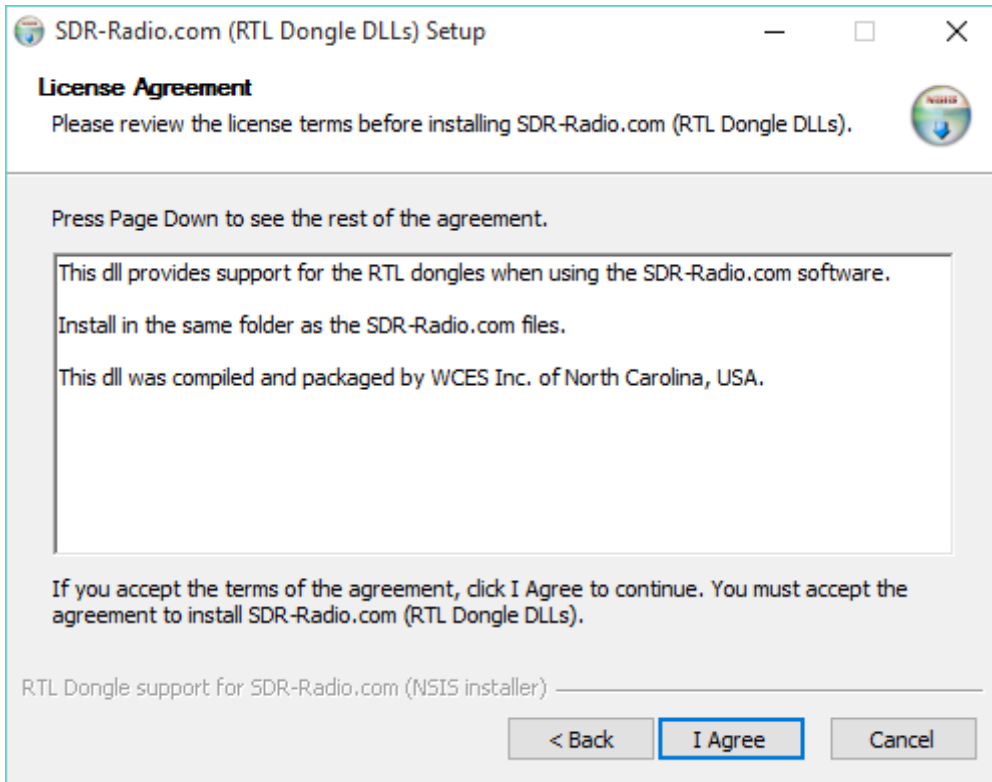 SDR-Radio.com (RTL Dongle DLLs) Setup
License Agreement
Please review the license terms before installing SDR-Radio.com (RTL Dongle DLLs).
NSIS
Press Page Down to see the rest of the agreement.
This dll provides support for the RTL dongles when using the SDR-Radio.com software.
Install in the same folder as the SDR-Radio.com files.
This dll was compiled and packaged by WCES Inc. of North Carolina, USA.
If you accept the terms of the agreement, click I Agree to continue. You must accept the
agreement to install SDR-Radio.com (RTL Dongle DLLs).
RTL Dongle support for SDR-Radio.com (NSIS installer)
< Back
I Agree
Cancel